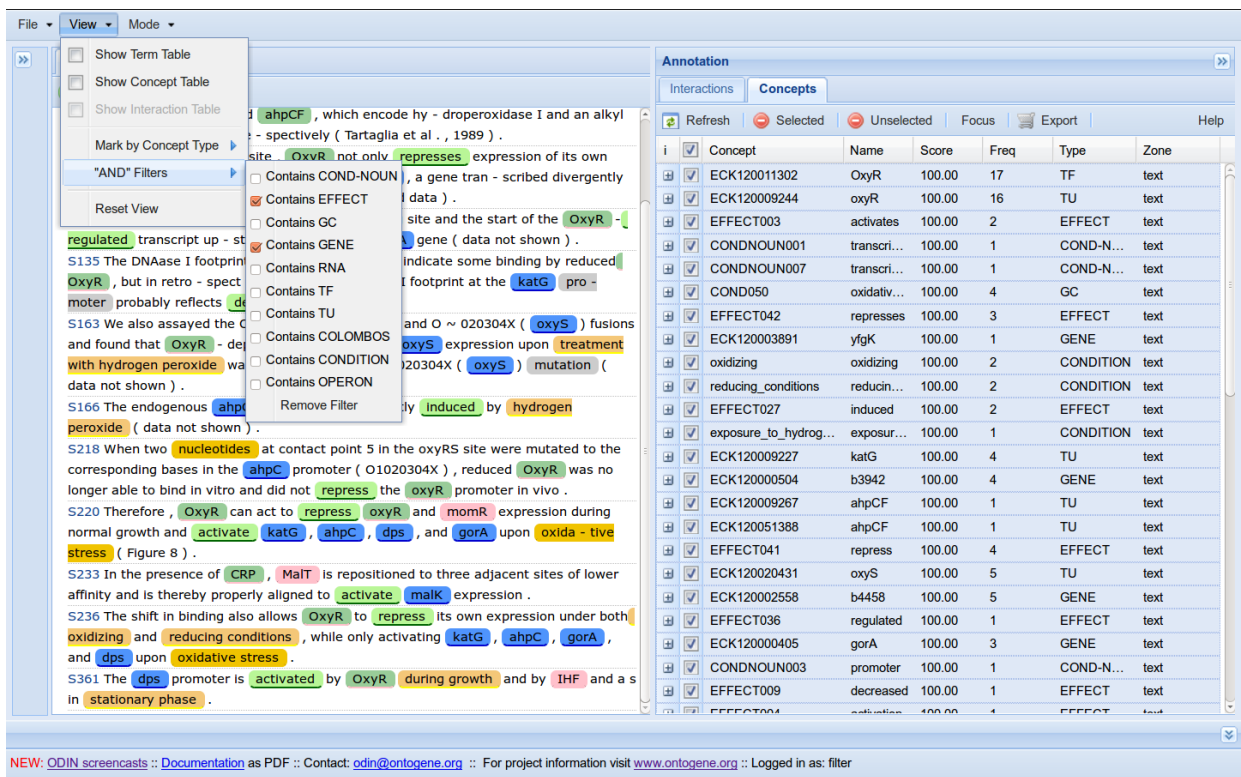 File View Mode
Show Term Table
Show Concept Table
Show Interaction Table
Mark by Concept Type
"AND" Filters
Reset View
Contains COND-NOUN
Contains EFFECT
Contains GC
Contains GENE
Contains RNA
Contains TF
Contains TU
Contains COLOMBOS
Contains CONDITION
Contains OPERON
Remove Filter
ahpCF , which encode hy - droperoxidase I and an alkyl
- spectively ( Tartaglia et al . , 1989 ) .
site , OxyR not only represses expression of its own
, a gene tran - scribed divergently
data ) .
site and the start of the OxyR -
regulated transcript up - gene ( data not shown ) .
S135 The DNAase I footprint indicate some binding by reduced
OxyR , but in retro - spect I footprint at the katG pro -
moter probably reflects
S163 We also assayed the and O ~ 020304X ( oxyS ) fusions
and found that OxyR - oxyS expression upon treatment
with hydrogen peroxide 020304X ( oxyS ) mutation (
data not shown ) .
S166 The endogenous induced by hydrogen
peroxide ( data not shown ) .
S218 When two nucleotides at contact point 5 in the oxyRS site were mutated to the
corresponding bases in the ahpC promoter ( O1020304X ) , reduced OxyR was no
longer able to bind in vitro and did not repress the oxyR promoter in vivo .
S220 Therefore , OxyR can act to repress oxyR and momR expression during
normal growth and activate katG , ahpC , dps , and gorA upon oxida - tive
stress ( Figure 8 ) .
S233 In the presence of CRP , MalT is repositioned to three adjacent sites of lower
affinity and is thereby properly aligned to activate malK expression .
S236 The shift in binding also allows OxyR to repress its own expression under both
oxidizing and reducing conditions , while only activating katG , ahpC , gorA ,
and dps upon oxidative stress .
S361 The dps promoter is activated by OxyR during growth and by IHF and a s
in stationary phase .
Annotation
Interactions Concepts
Refresh Selected Unselected Focus Export Help
i Concept Name Score Freq Type Zone
ECK120011302 OxyR 100.00 17 TF text
ECK120009244 oxyR 100.00 16 TU text
EFFECT003 activates 100.00 2 EFFECT text
CONDNOUN001 transcri... 100.00 1 COND-N... text
CONDNOUN007 transcri... 100.00 1 COND-N... text
COND050 oxidativ... 100.00 4 GC text
EFFECT042 represses 100.00 3 EFFECT text
ECK120003891 yfgK 100.00 1 GENE text
oxidizing oxidizing 100.00 2 CONDITION text
reducing_conditions reducin... 100.00 2 CONDITION text
EFFECT027 induced 100.00 2 EFFECT text
exposure_to_hydrog... exposur... 100.00 1 CONDITION text
ECK120009227 katG 100.00 4 TU text
ECK120000504 b3942 100.00 4 GENE text
ECK120009267 ahpCF 100.00 1 TU text
ECK120051388 ahpCF 100.00 1 TU text
EFFECT041 repress 100.00 4 EFFECT text
ECK120020431 oxyS 100.00 5 TU text
ECK120002558 b4458 100.00 5 GENE text
EFFECT036 regulated 100.00 1 EFFECT text
ECK120000405 gorA 100.00 3 GENE text
CONDNOUN003 promoter 100.00 1 COND-N... text
EFFECT009 decreased 100.00 1 EFFECT text
EFFECT004 activation 100.00 1 EFFECT text
NEW: ODIN screencasts :: Documentation as PDF :: Contact: odin@ontogene.org :: For project information visit www.ontogene.org :: Logged in as: filter